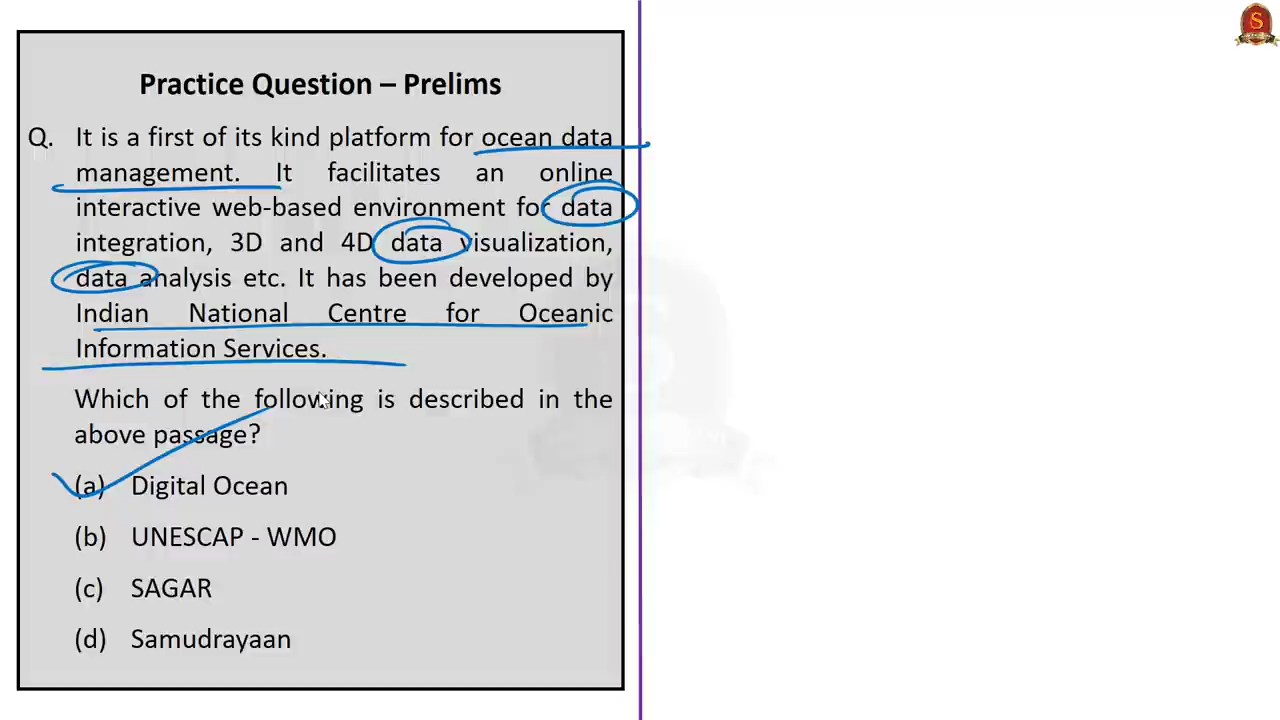 Practice Question – Prelims
Q. It is a first of its kind platform for ocean data
management. It facilitates an online
interactive web-based environment for data
integration, 3D and 4D data visualization,
data analysis etc. It has been developed by
Indian National Centre for Oceanic
Information Services.
Which of the following is described in the
above passage?
(a) Digital Ocean
(b) UNESCAP - WMO
(c) SAGAR
(d) Samudrayaan